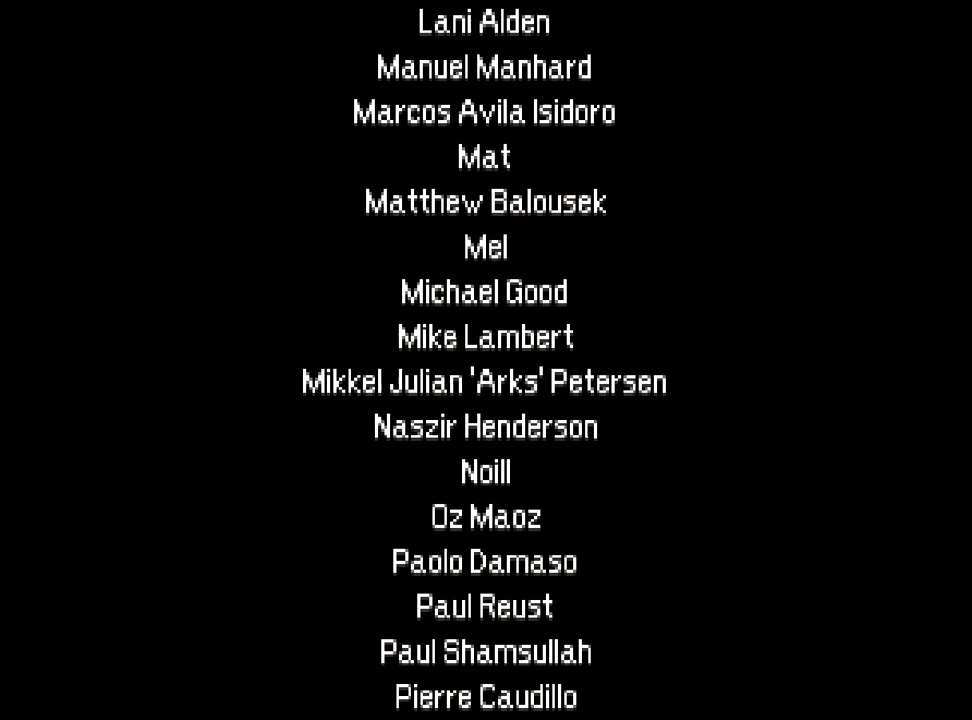 Lani Alden
Manuel Manhard
Marcos Avila Isidoro
Mat
Matthew Balousek
Mel
Michael Good
Mike Lambert
Mikkel Julian 'Arks' Petersen
Naszir Henderson
Noill
Oz Maoz
Paolo Damaso
Paul Reust
Paul Shamsullah
Pierre Caudillo